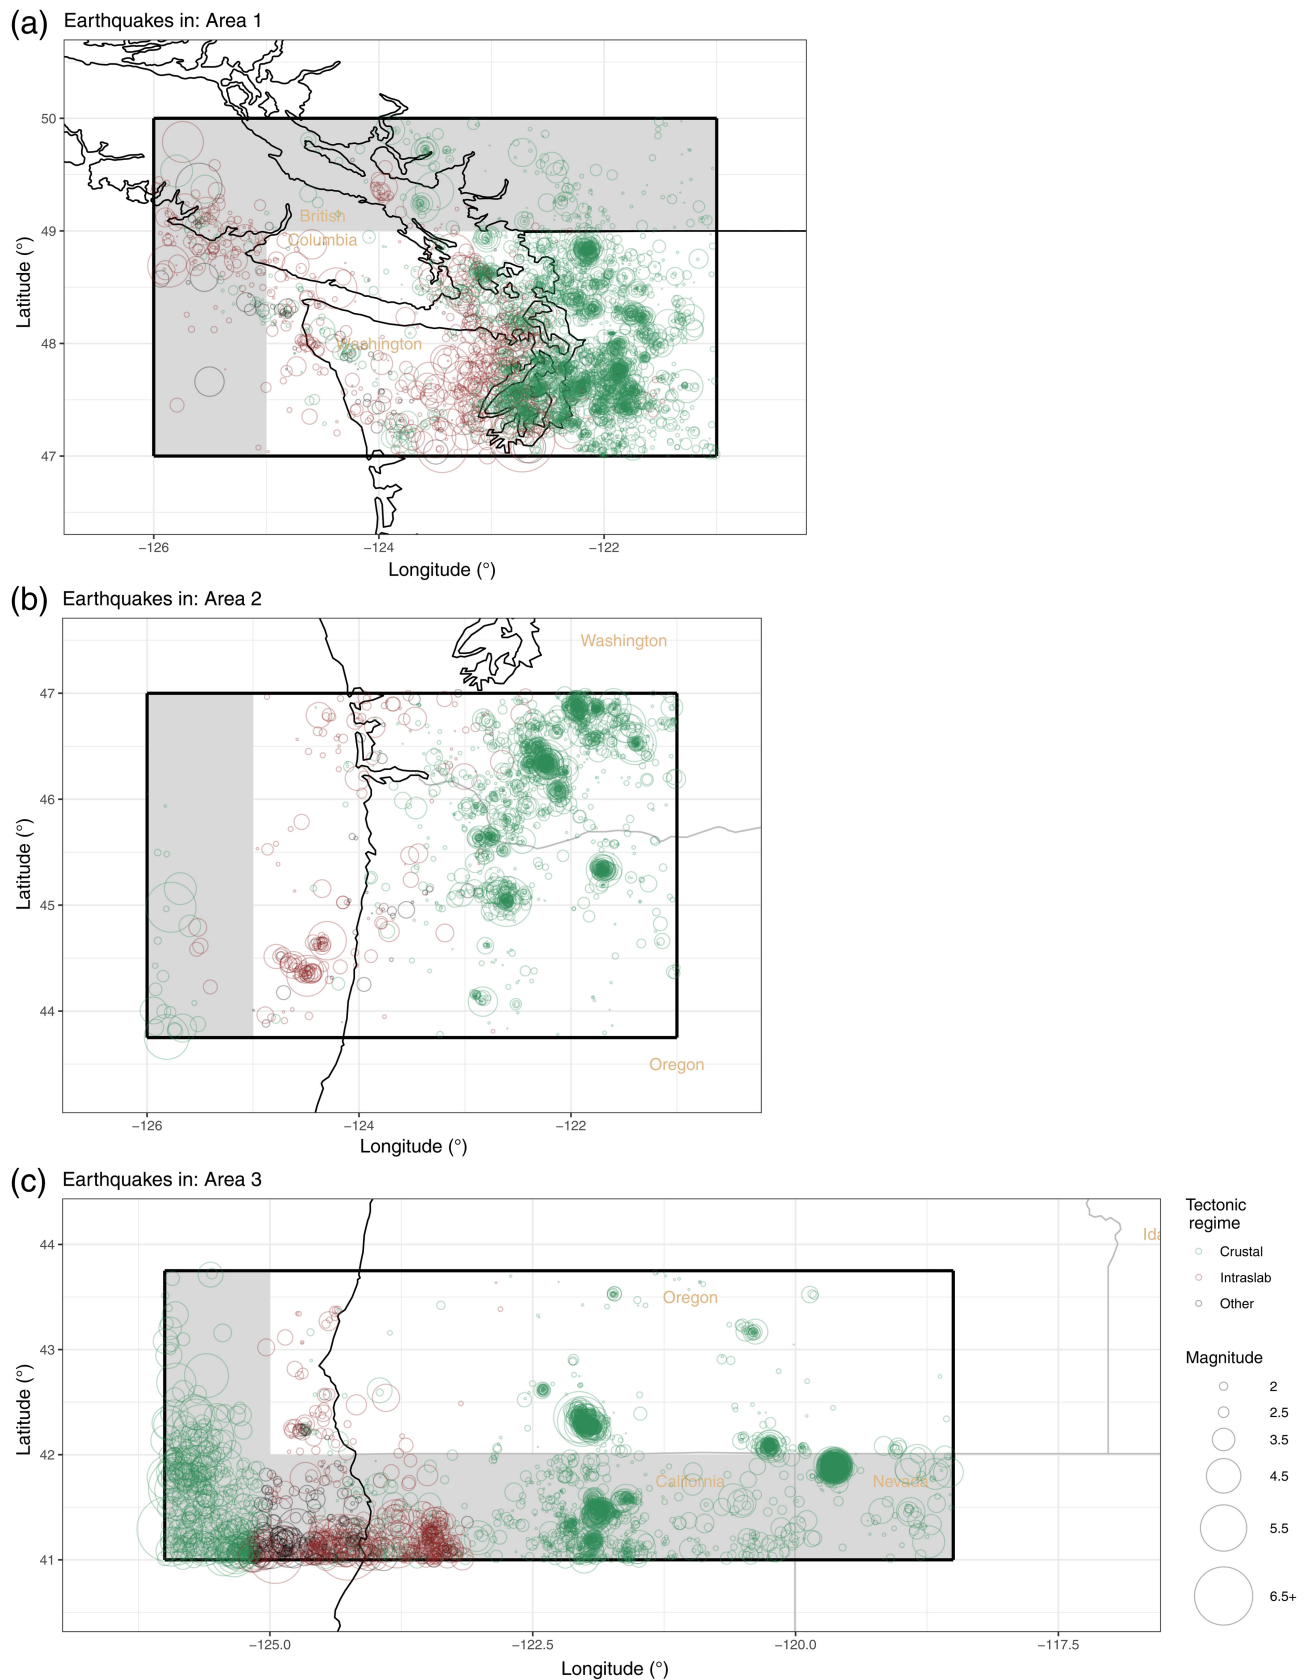 (a) Earthquakes in: Area 1
50
49
48
47
British
Columbia
Washington
−126
−124
−122
Longitude (°)
Latitude (°)
(b) Earthquakes in: Area 2
Washington
47
46
45
44
Oregon
−126
−124
−122
Longitude (°)
Latitude (°)
(c) Earthquakes in: Area 3
44
43
42
41
Ida
Oregon
California
Nevada
−125.0
−122.5
−120.0
−117.5
Longitude (°)
Latitude (°)
Tectonic
regime
Crustal
Intraslab
Other
Magnitude
2
2.5
3.5
4.5
5.5
6.5+